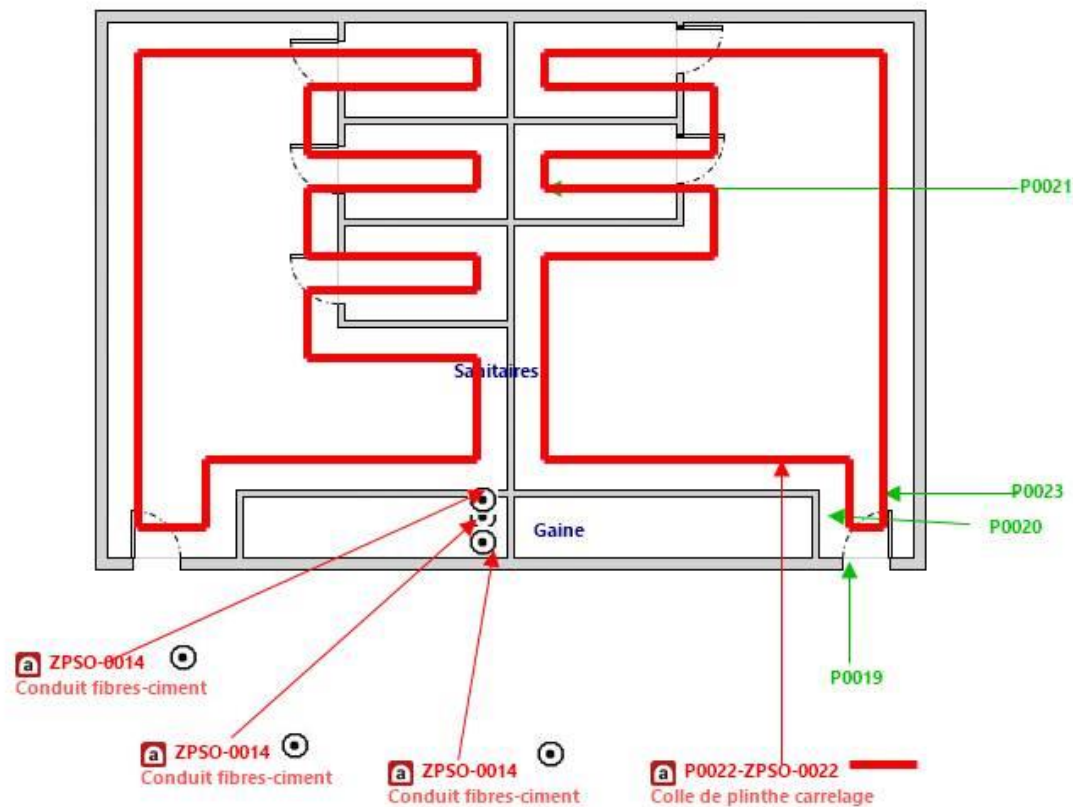 P0021
Sanitaires
P0023
P0020
Gaine
a ZPSO-0014
Conduit fibres-ciment
P0019
a ZPSO-0014
Conduit fibres-ciment
a ZPSO-0014
Conduit fibres-ciment
a P0022-ZPSO-0022
Colle de plinthe carrelage